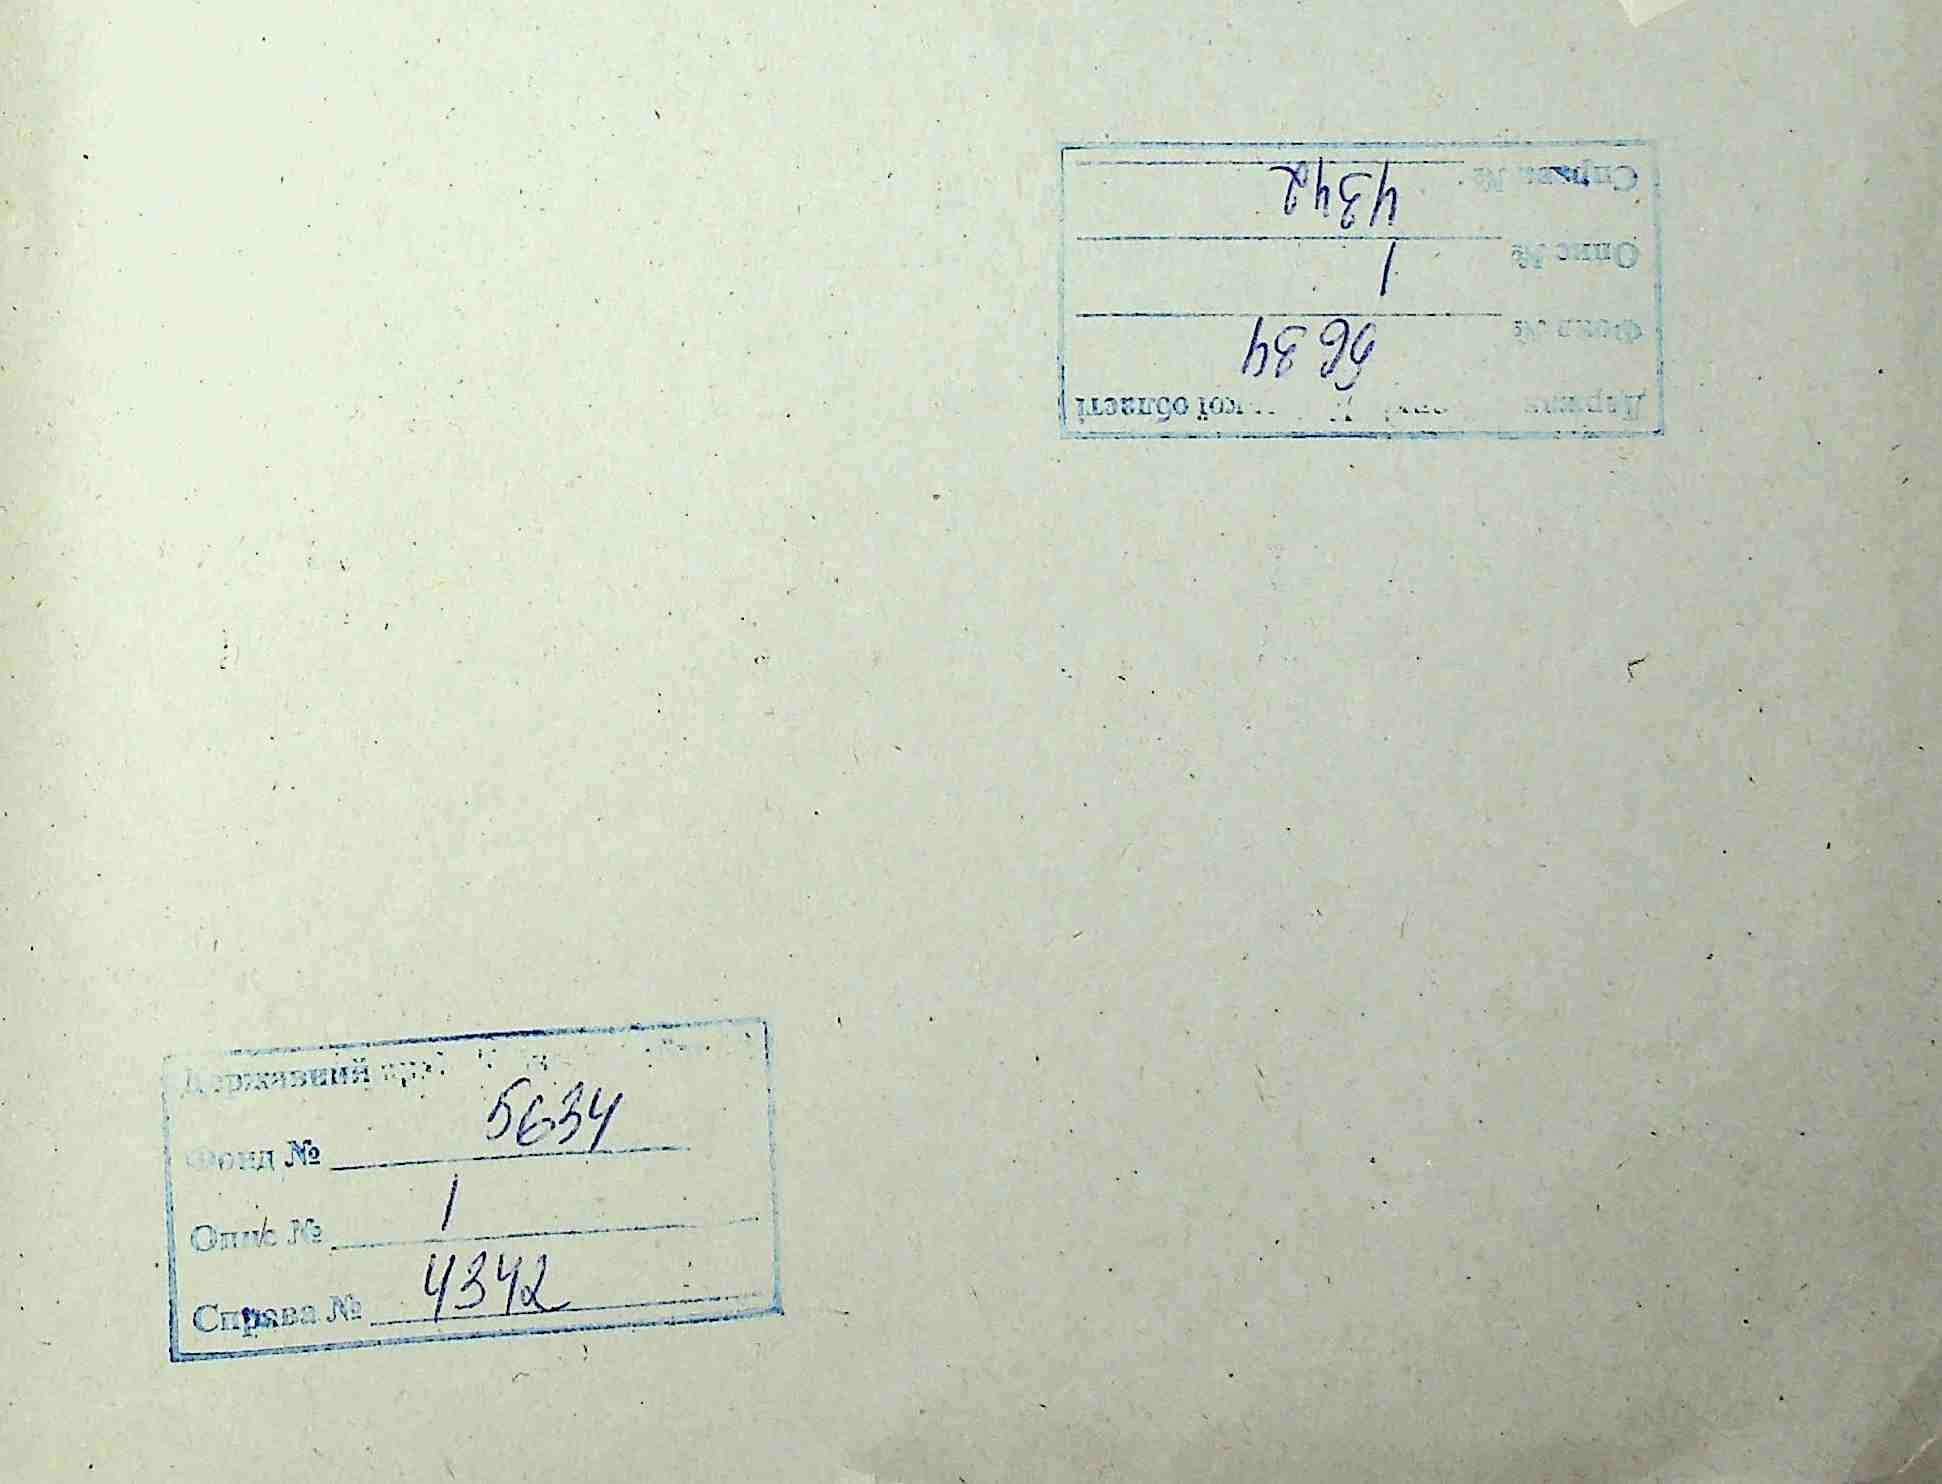 області
Фонд №
5634
Опис №
1
Справа №
4342
Державний
Фонд №
5634
Опис №
1
Справа №
4342